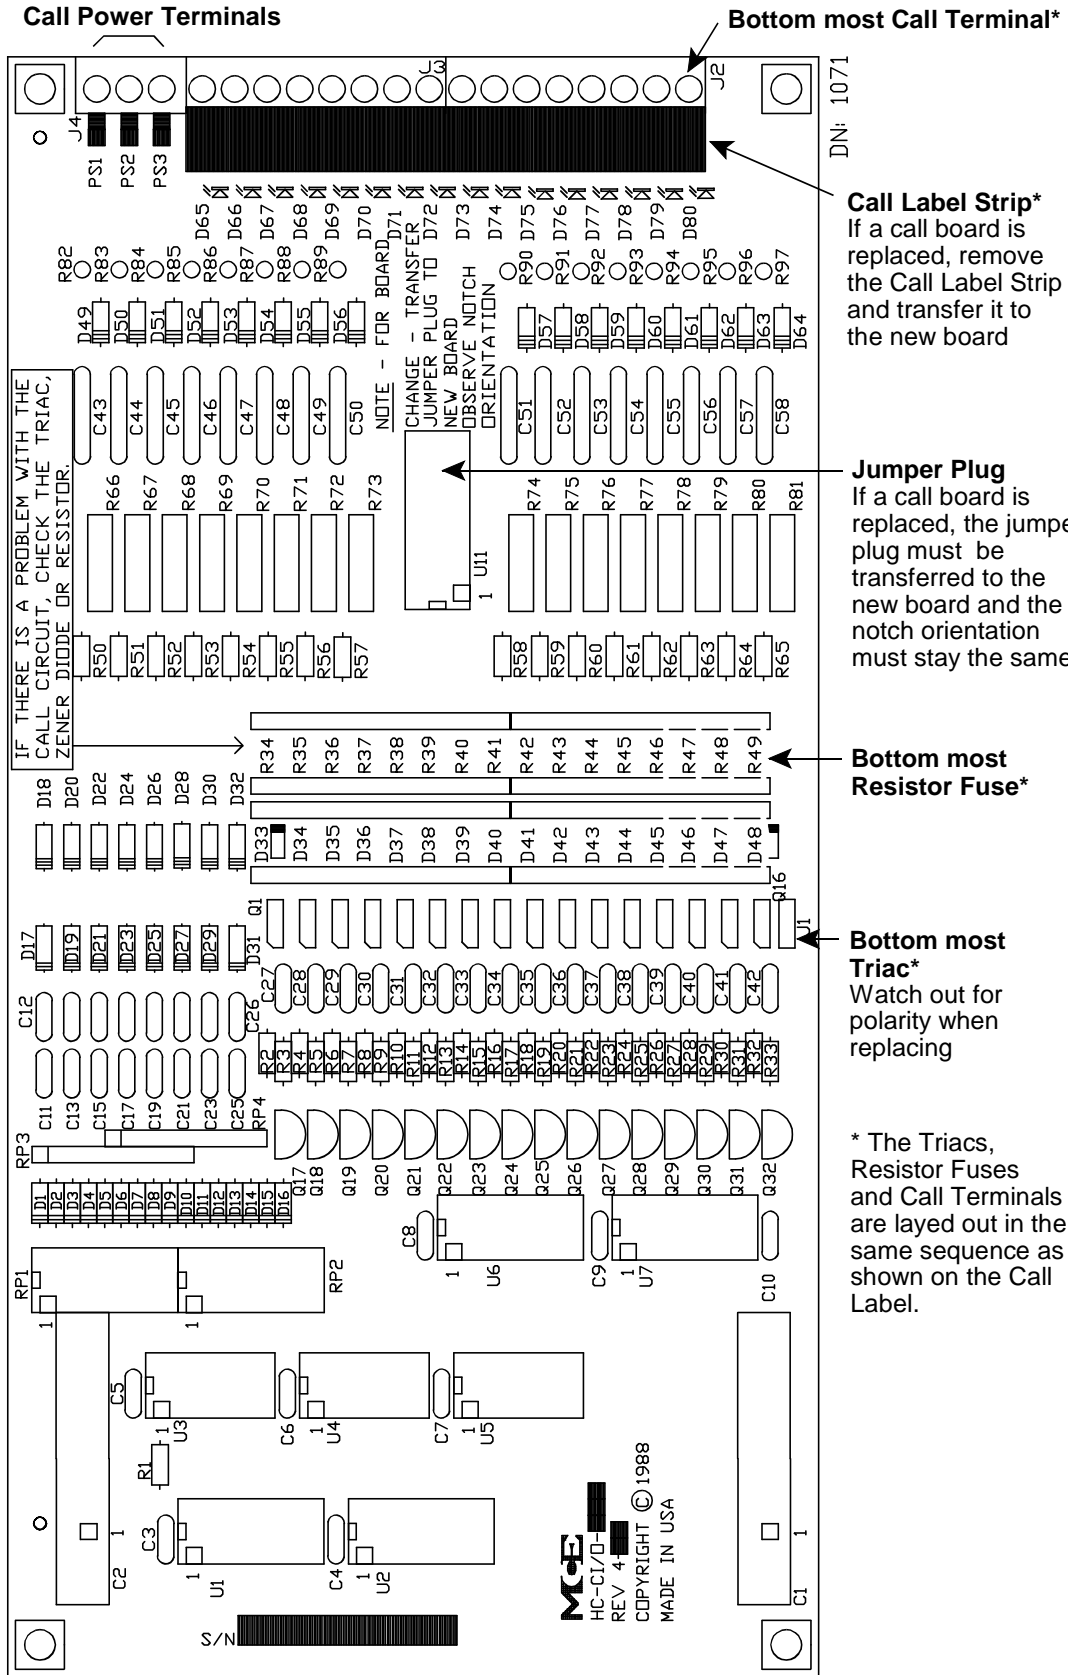 Call Power Terminals
Bottom most Call Terminal*
J3
J2
J4
PS1 PS2 PS3
DN: 1071
D65 D66 D67 D68 D69 D70 D71 D72 D73 D74 D75 D76 D77 D78 D79 D80
Call Label Strip*
If a call board is
replaced, remove
the Call Label Strip
and transfer it to
the new board
R82 R83 R84 R85 R86 R87 R88 R89
R90 R91 R92 R93 R94 R95 R96 R97
D49 D50 D51 D52 D53 D54 D55 D56
D57 D58 D59 D60 D61 D62 D63 D64
NOTE - FOR BOARD
CHANGE - TRANSFER
JUMPER PLUG TO
NEW BOARD
OBSERVE NOTCH
ORIENTATION
C43 C44 C45 C46 C47 C48 C49 C50
C51 C52 C53 C54 C55 C56 C57 C58
IF THERE IS A PROBLEM WITH THE
CALL CIRCUIT, CHECK THE TRIAC,
ZENER DIODE OR RESISTOR.
Jumper Plug
If a call board is
replaced, the jumpe
plug must be
transferred to the
new board and the
notch orientation
must stay the same
R66 R67 R68 R69 R70 R71 R72 R73
R74 R75 R76 R77 R78 R79 R80 R81
1 U11
R50 R51 R52 R53 R54 R55 R56 R57
R58 R59 R60 R61 R62 R63 R64 R65
R34 R35 R36 R37 R38 R39 R40 R41 R42 R43 R44 R45 R46 R47 R48 R49
Bottom most
Resistor Fuse*
D18 D20 D22 D24 D26 D28 D30 D32
D33 D34 D35 D36 D37 D38 D39 D40 D41 D42 D43 D44 D45 D46 D47 D48
Q1
Q16
J1
D17 D19 D21 D23 D25 D27 D29 D31
Bottom most
Triac*
Watch out for
polarity when
replacing
C27 C28 C29 C30 C31 C32 C33 C34 C35 C36 C37 C38 C39 C40 C41 C42
C12
C26
R2 R3 R4 R5 R6 R7 R8 R9 R10 R11 R12 R13 R14 R15 R16 R17 R18 R19 R20 R21 R22 R23 R24 R25 R26 R27 R28 R29 R30 R31 R32 R33
C11 C13 C15 C17 C19 C21 C23 C25
RP4
RP3
Q17 Q18 Q19 Q20 Q21 Q22 Q23 Q24 Q25 Q26 Q27 Q28 Q29 Q30 Q31 Q32
* The Triacs,
Resistor Fuses
and Call Terminals
are layed out in the
same sequence as
shown on the Call
Label.
D1 D2 D3 D4 D5 D6 D7 D8 D9 D10 D11 D12 D13 D14 D15 D16
C8 1 U6 C9 1 U7 C10
RP1 1 RP2 1
C5 1 U3 C6 1 U4 C7 1 U5
R1
C3 1 U1 C4 1 U2
1 C2
1 C1
MCE
HC-CI/O-
REV 4-
COPYRIGHT © 1988
MADE IN USA
S/N